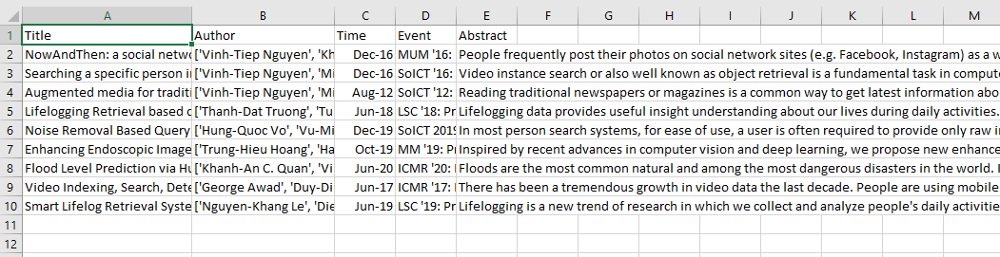 A B C D E F G H I J K L M
1 Title Author Time Event Abstract
2 NowAndThen: a social netwo ['Vinh-Tiep Nguyen', 'Kh Dec-16 MUM '16: People frequently post their photos on social network sites (e.g. Facebook, Instagram) as a w
3 Searching a specific person i ['Vinh-Tiep Nguyen', 'Mi Dec-16 SoICT '16: Video instance search or also well known as object retrieval is a fundamental task in comput
4 Augmented media for traditi ['Vinh-Tiep Nguyen', 'Mi Aug-12 SoICT '12: Reading traditional newspapers or magazines is a common way to get latest information abo
5 Lifelogging Retrieval based o ['Thanh-Dat Truong', 'Tu Jun-18 LSC '18: Pr Lifelogging data provides useful insight understanding about our lives during daily activities.
6 Noise Removal Based Query ['Hung-Quoc Vo', 'Vu-Mi Dec-19 SoICT 2019 In most person search systems, for ease of use, a user is often required to provide only raw i
7 Enhancing Endoscopic Image ['Trung-Hieu Hoang', 'Ha Oct-19 MM '19: P Inspired by recent advances in computer vision and deep learning, we propose new enhance
8 Flood Level Prediction via Hu ['Khanh-An C. Quan', 'Vi Jun-20 ICMR '20: Floods are the most common natural and among the most dangerous disasters in the world. I
9 Video Indexing, Search, Dete ['George Awad', 'Duy-Di Jun-17 ICMR '17: There has been a tremendous growth in video data the last decade. People are using mobile
10 Smart Lifelog Retrieval Syste ['Nguyen-Khang Le', 'Die Jun-19 LSC '19: Pr Lifelogging is a new trend of research in which we collect and analyze people's daily activitie
11
12